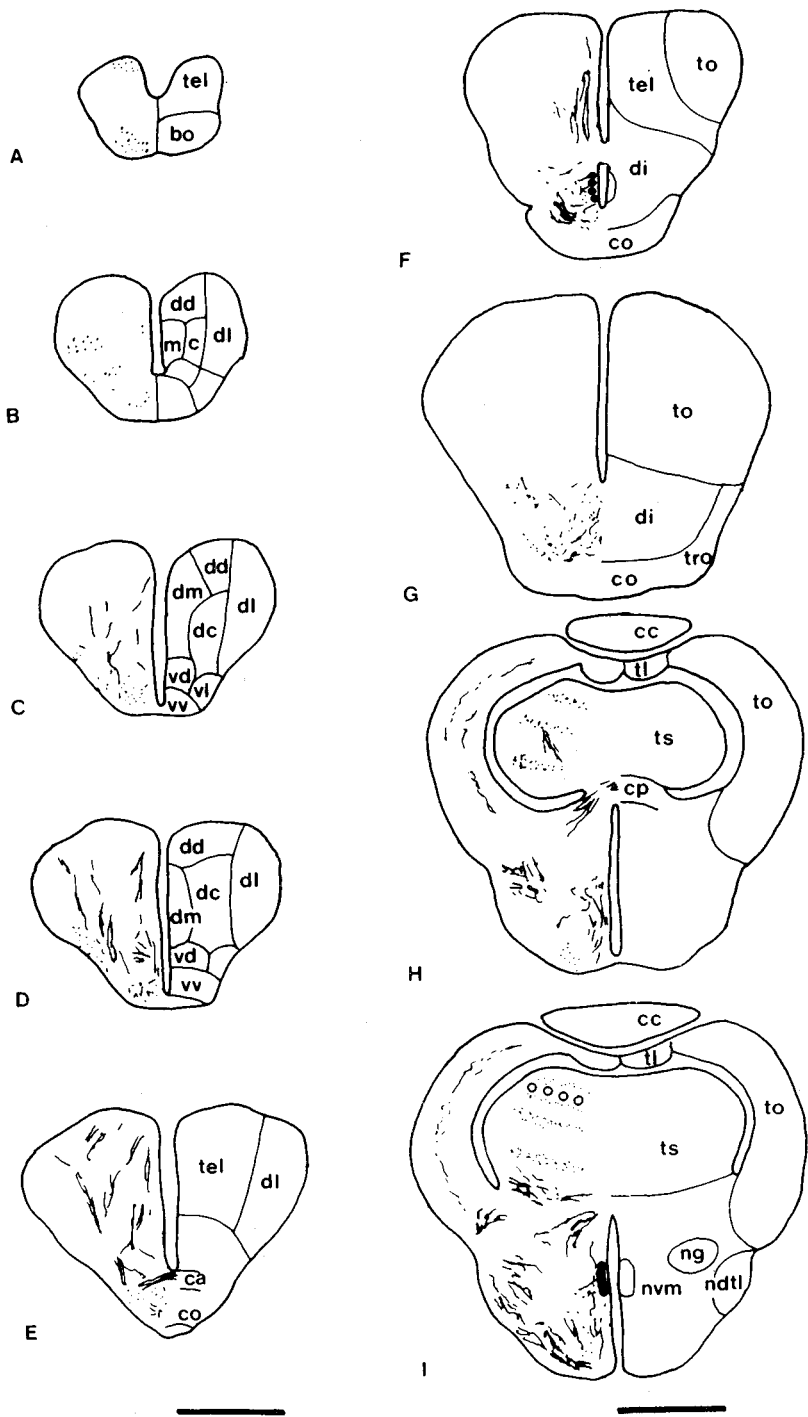 tel
bo
A
dd
m c dl
B
dd
dm
dl
dc
vd
vl
vv
C
dd
dl
dc
dm
vd
vv
D
tel
dl
ca
co
E
to
tel
di
co
F
to
di
tro
co
G
cc
tl
to
ts
cp
H
cc
tl
to
ts
ng
ndtl
nvm
I